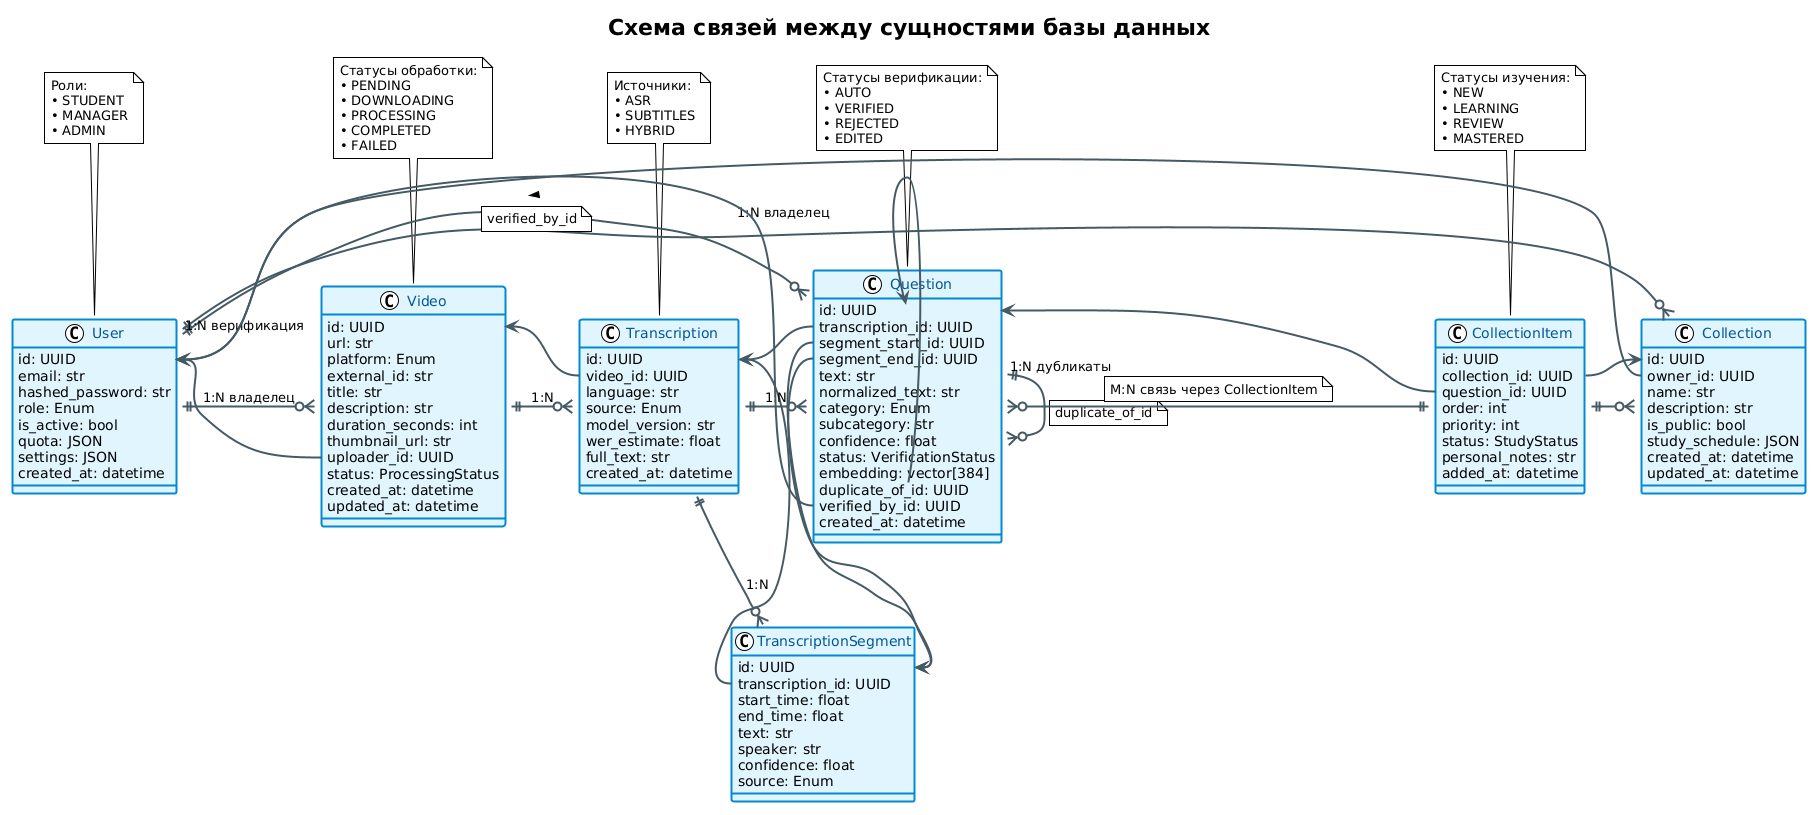 Схема связей между сущностями базы данных
Роли:
• STUDENT
• MANAGER
• ADMIN
Статусы обработки:
• PENDING
• DOWNLOADING
• PROCESSING
• COMPLETED
• FAILED
Источники:
• ASR
• SUBTITLES
• HYBRID
Статусы верификации:
• AUTO
• VERIFIED
• REJECTED
• EDITED
Статусы изучения:
• NEW
• LEARNING
• REVIEW
• MASTERED
verified_by_id
1:N владелец
1:N верификация
C User
id: UUID
email: str
hashed_password: str
role: Enum
is_active: bool
quota: JSON
settings: JSON
created_at: datetime
1:N владелец
C Video
id: UUID
url: str
platform: Enum
external_id: str
title: str
description: str
duration_seconds: int
thumbnail_url: str
uploader_id: UUID
status: ProcessingStatus
created_at: datetime
updated_at: datetime
1:N
C Transcription
id: UUID
video_id: UUID
language: str
source: Enum
model_version: str
wer_estimate: float
full_text: str
created_at: datetime
1:N
C Question
id: UUID
transcription_id: UUID
segment_start_id: UUID
segment_end_id: UUID
text: str
normalized_text: str
category: Enum
subcategory: str
confidence: float
status: VerificationStatus
embedding: vector[384]
duplicate_of_id: UUID
verified_by_id: UUID
created_at: datetime
1:N дубликаты
M:N связь через CollectionItem
duplicate_of_id
C CollectionItem
id: UUID
collection_id: UUID
question_id: UUID
order: int
priority: int
status: StudyStatus
personal_notes: str
added_at: datetime
C Collection
id: UUID
owner_id: UUID
name: str
description: str
is_public: bool
study_schedule: JSON
created_at: datetime
updated_at: datetime
1:N
C TranscriptionSegment
id: UUID
transcription_id: UUID
start_time: float
end_time: float
text: str
speaker: str
confidence: float
source: Enum